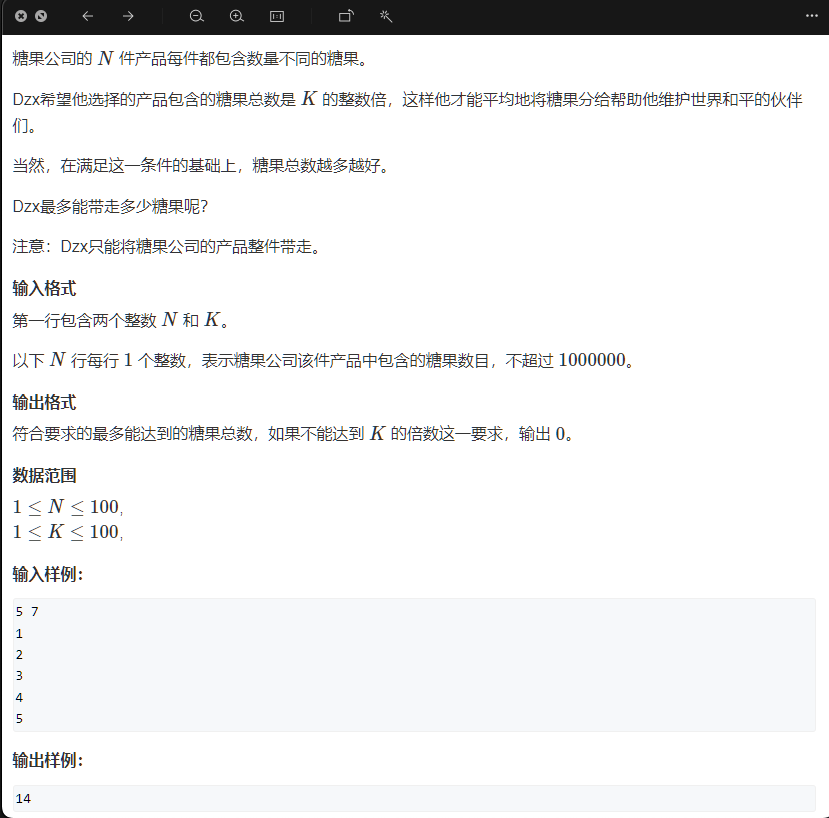 糖果公司的 N 件产品每件都包含数量不同的糖果。
Dzx希望他选择的产品包含的糖果总数是 K 的整数倍，这样他才能平均地将糖果分给帮助他维护世界和平的伙伴
们。
当然，在满足这一条件的基础上，糖果总数越多越好。
Dzx最多能带走多少糖果呢？
注意：Dzx只能将糖果公司的产品整件带走。
输入格式
第一行包含两个整数 N 和 K。
以下 N 行每行 1 个整数，表示糖果公司该件产品中包含的糖果数目，不超过 1000000。
输出格式
符合要求的最多能达到的糖果总数，如果不能达到 K 的倍数这一要求，输出 0。
数据范围
1 ≤ N ≤ 100,
1 ≤ K ≤ 100,
输入样例：
5 7
1
2
3
4
5
输出样例：
14